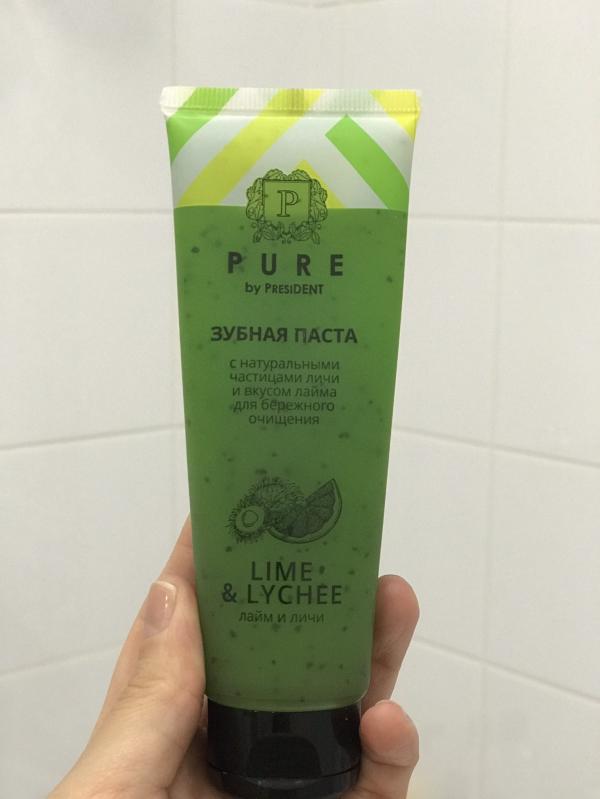 P
PURE
by PRESIDENT
ЗУБНАЯ ПАСТА
с натуральными
частицами личи
и вкусом лайма
для бережного
очищения
LIME
& LYCHEE
лайм и личи